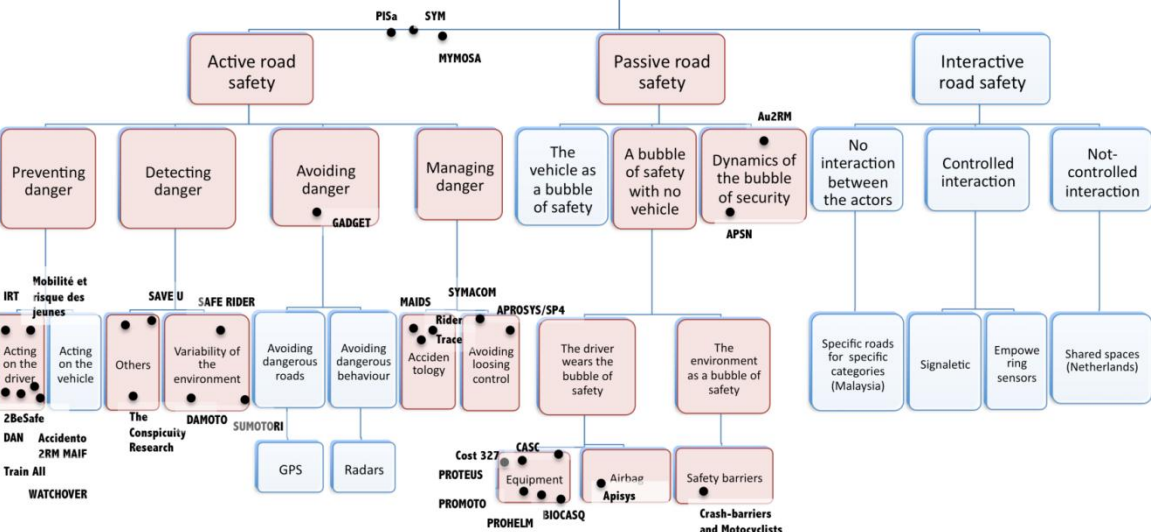 PISa
SYM
MYMOSA
Active road
safety
Passive road
safety
Interactive
road safety
Preventing
danger
Detecting
danger
Avoiding
danger
GADGET
Managing
danger
The
vehicle as
a bubble
of safety
A bubble
of safety
with no
vehicle
Au2RM
Dynamics of
the bubble
of security
APSN
No
interaction
between
the actors
Controlled
interaction
Not-
controlled
interaction
IRT
Mobilité et
risque des
jeunes
SAVE U
SAFE RIDER
MAIDS
SYMACOM
APROSYS/SP4
Rider
Trace
Acting
on the
driver
Acting
on the
vehicle
Others
Variability of
the
environment
Avoiding
dangerous
roads
Avoiding
dangerous
behaviour
Acciden
tology
Avoiding
loosing
control
The driver
wears the
bubble of
safety
The
environment
as a bubble of
safety
Specific roads
for specific
categories
(Malaysia)
Signaletic
Empowe
ring
sensors
Shared spaces
(Netherlands)
2BeSafe
DAN
Accidento
2RM MAIF
Train All
WATCHOVER
The
Conspicuity
Research
DAMOTO
SUMOTORI
GPS
Radars
Cost 327
CASC
PROTEUS
PROMOTO
PROHELM
BIOCASQ
Equipment
Airbag
Apisys
Safety barriers
Crash-barriers
and Motocyclists